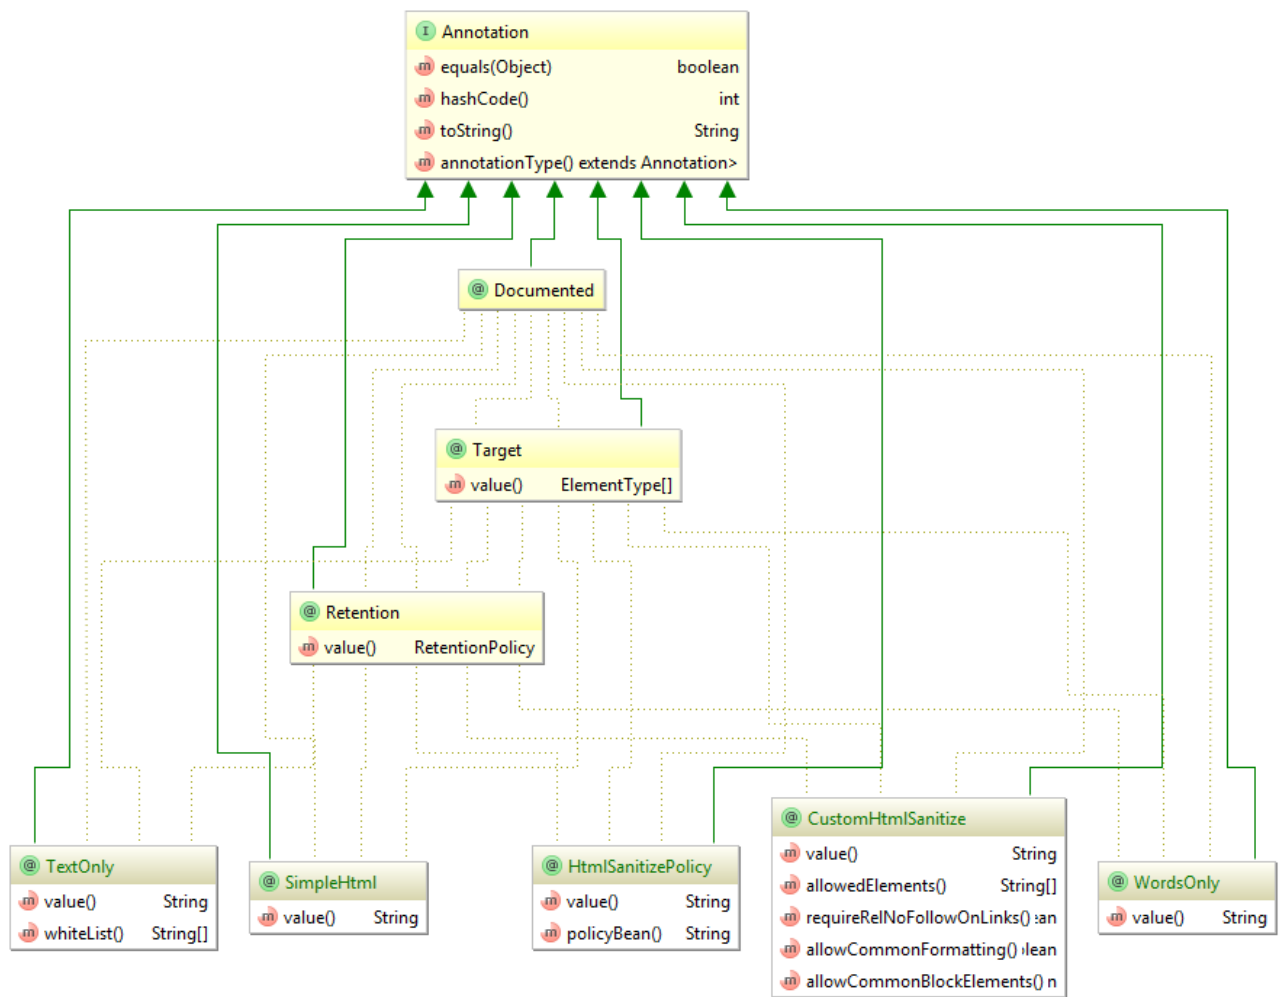 I Annotation
m equals(Object) boolean
m hashCode() int
m toString() String
m annotationType() extends Annotation>
@ Documented
@ Target
m value() ElementType[]
@ Retention
m value() RetentionPolicy
@ TextOnly
m value() String
m whiteList() String[]
@ SimpleHtml
m value() String
@ HtmlSanitizePolicy
m value() String
m policyBean() String
@ CustomHtmlSanitize
m value() String
m allowedElements() String[]
m requireRelNoFollowOnLinks() :an
m allowCommonFormatting() lean
m allowCommonBlockElements() n
@ WordsOnly
m value() String